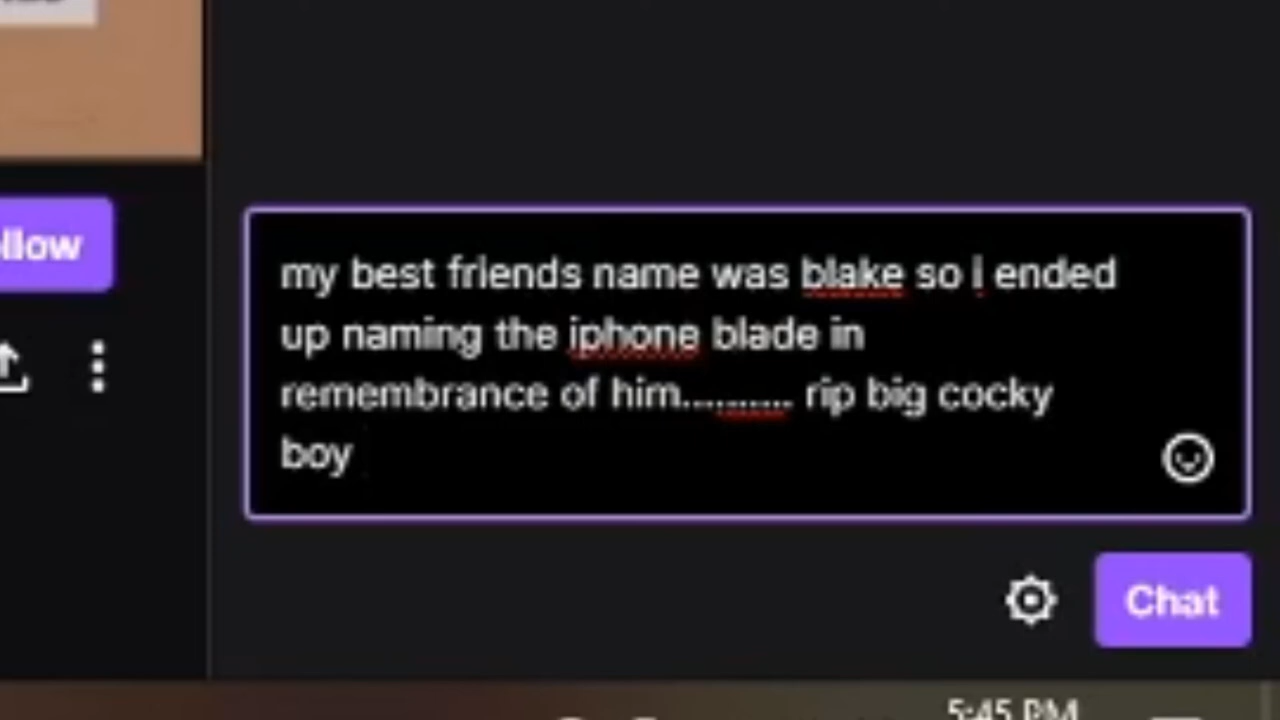 ollow
my best friends name was blake so i ended
up naming the iphone blade in
remembrance of him.......... rip big cocky
boy
Chat
5:45 PM